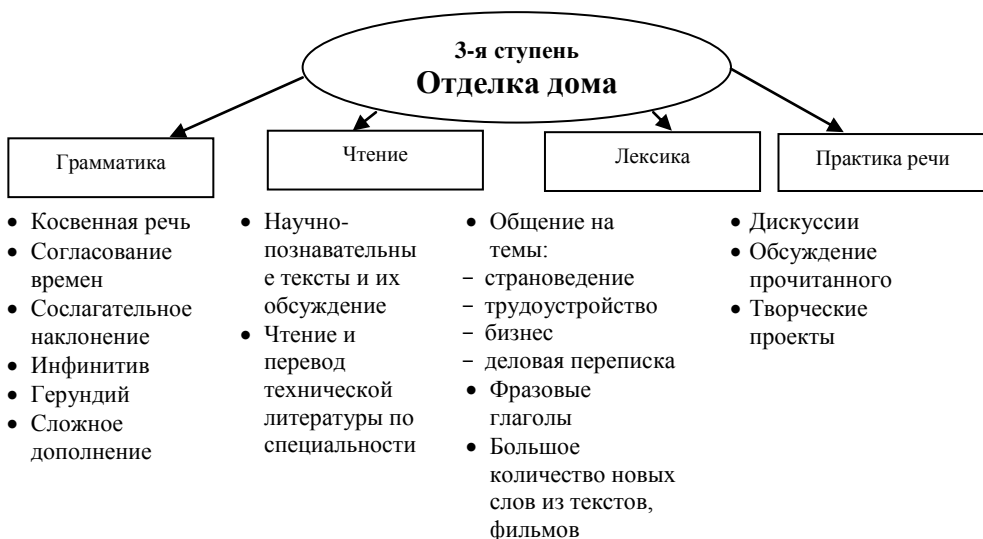 3-я ступень
Отделка дома
Грамматика
Чтение
Лексика
Практика речи
• Косвенная речь
• Согласование
времен
• Сослагательное
наклонение
• Инфинитив
• Герундий
• Сложное
дополнение
• Научно-
познавательны
е тексты и их
обсуждение
• Чтение и
перевод
технической
литературы по
специальности
• Общение на
темы:
− страноведение
− трудоустройство
− бизнес
− деловая переписка
• Фразовые
глаголы
• Большое
количество новых
слов из текстов,
фильмов
• Дискуссии
• Обсуждение
прочитанного
• Творческие
проекты